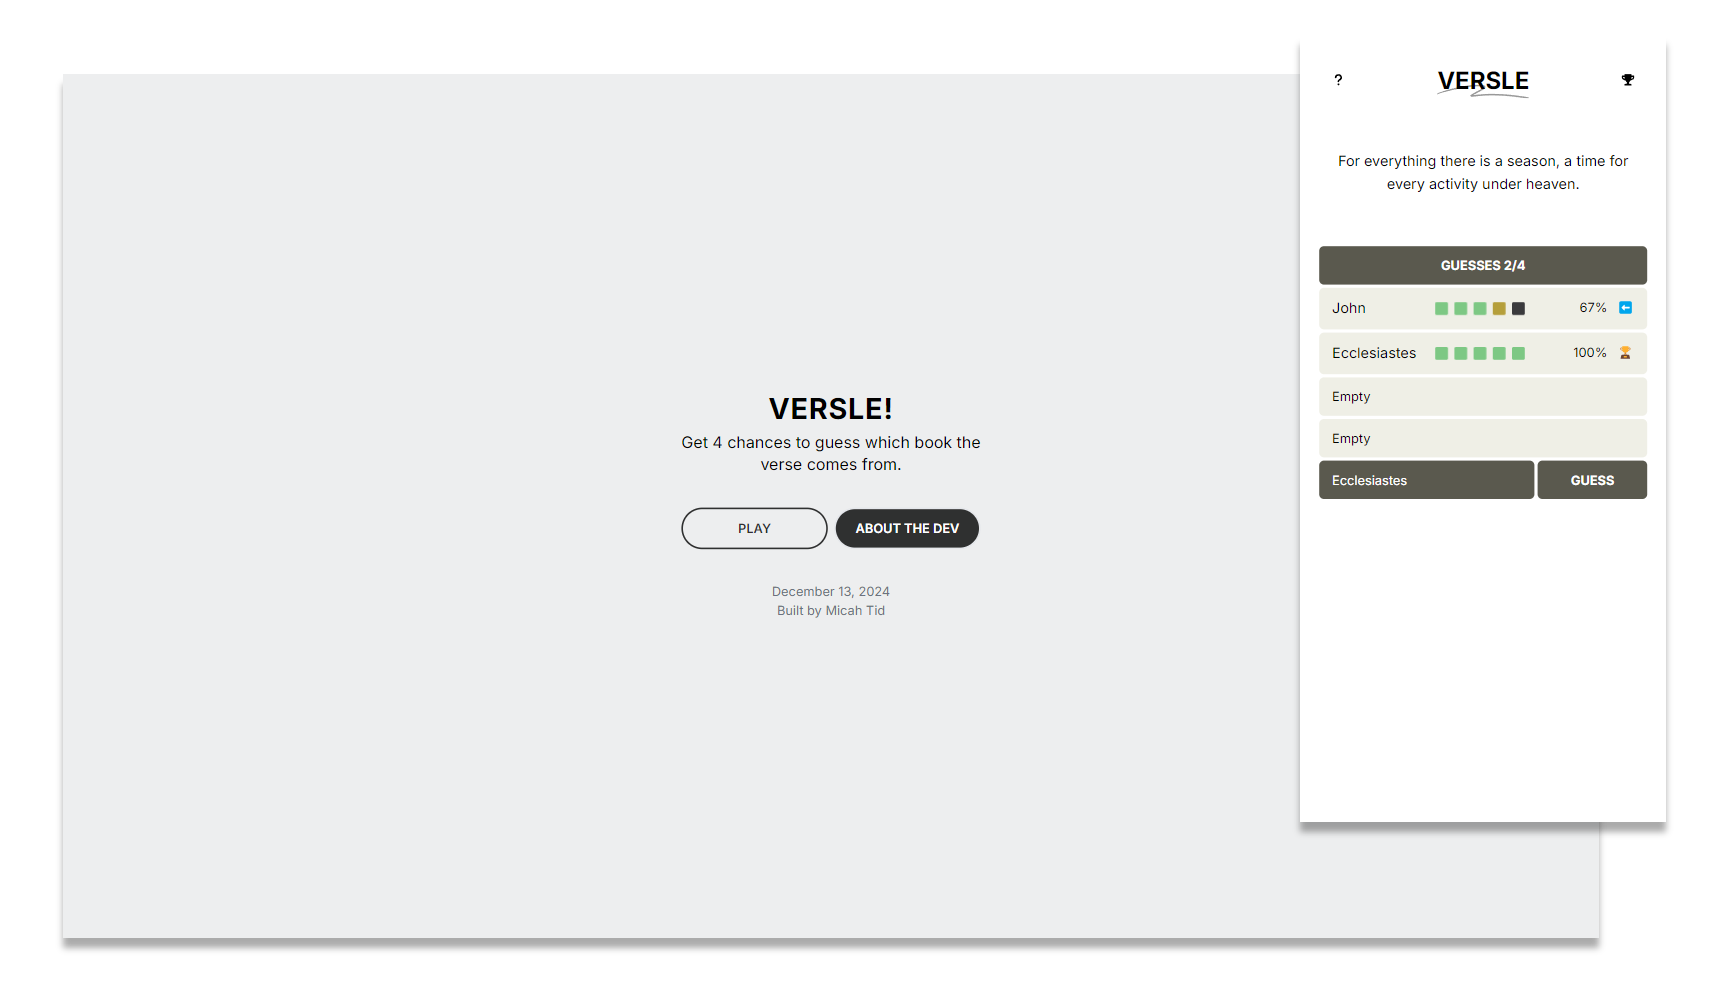 VERSLE!
Get 4 chances to guess which book the
verse comes from.
PLAY
ABOUT THE DEV
December 13, 2024
Built by Micah Tid
?
VERSLE
For everything there is a season, a time for
every activity under heaven.
GUESSES 2/4
John 67%
Ecclesiastes 100%
Empty
Empty
Ecclesiastes
GUESS